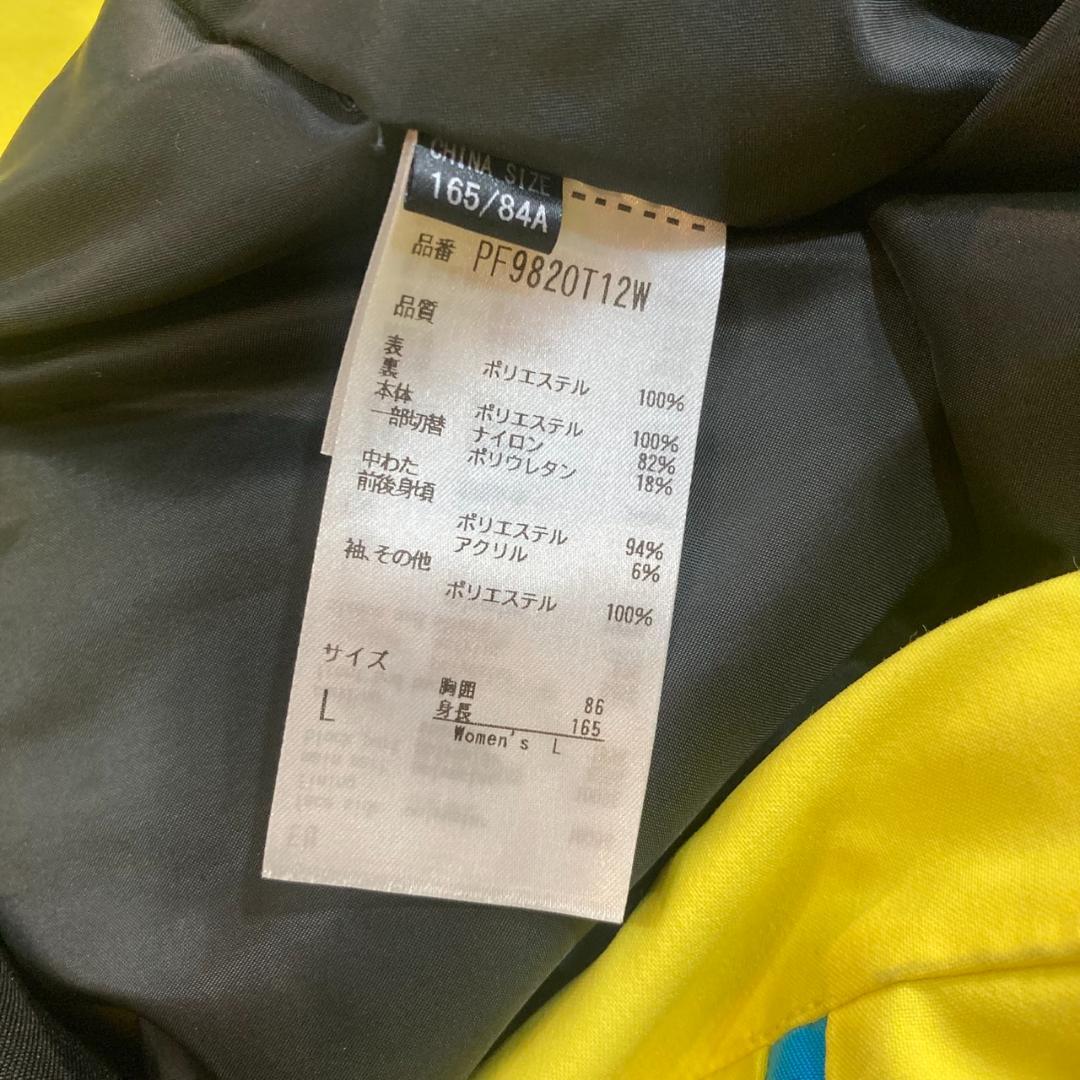 CHINA SIZE
165/84A
品番 PF9820T12W
品質
表
ポリエステル 100%
裏
本体
ポリエステル 100%
一部切替
ナイロン 82%
ポリウレタン 18%
中わた
前後身頃
ポリエステル 94%
アクリル 6%
袖、その他
ポリエステル 100%
サイズ
L
胸囲 86
身長 165
Women's L